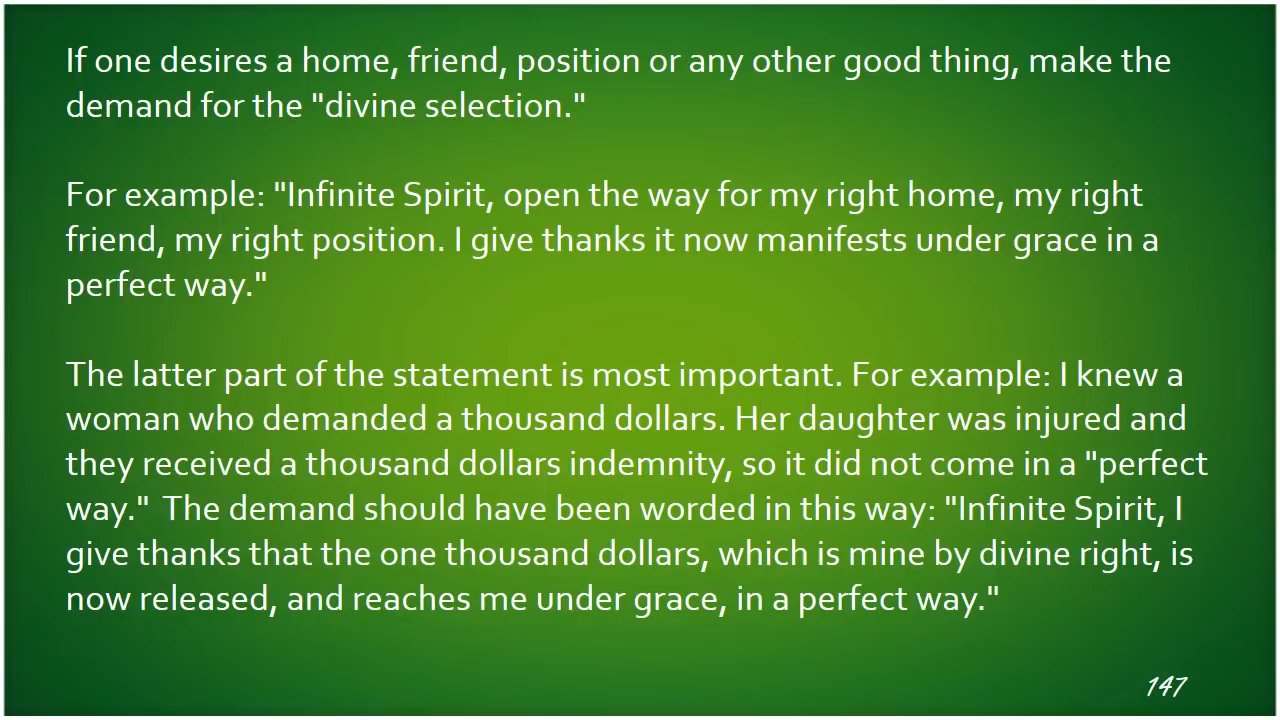 If one desires a home, friend, position or any other good thing, make the
demand for the "divine selection."
For example: "Infinite Spirit, open the way for my right home, my right
friend, my right position. I give thanks it now manifests under grace in a
perfect way."
The latter part of the statement is most important. For example: I knew a
woman who demanded a thousand dollars. Her daughter was injured and
they received a thousand dollars indemnity, so it did not come in a "perfect
way."  The demand should have been worded in this way: "Infinite Spirit, I
give thanks that the one thousand dollars, which is mine by divine right, is
now released, and reaches me under grace, in a perfect way."
147